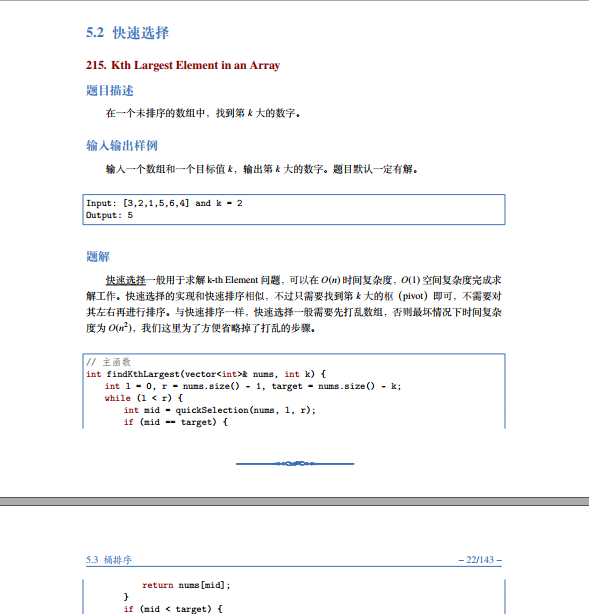 5.2 快速选择
215. Kth Largest Element in an Array
题目描述
在一个未排序的数组中，找到第 k 大的数字。
输入输出样例
输入一个数组和一个目标值 k，输出第 k 大的数字。题目默认一定有解。
Input: [3,2,1,5,6,4] and k = 2
Output: 5
题解
快速选择一般用于求解 k-th Element 问题，可以在 O(n) 时间复杂度，O(1) 空间复杂度完成求
解工作。快速选择的实现和快速排序相似，不过只需要找到第 k 大的枢（pivot）即可，不需要对
其左右再进行排序。与快速排序一样，快速选择一般需要先打乱数组，否则最坏情况下时间复杂
度为 O(n²)，我们这里为了方便省略掉了打乱的步骤。
// 主函数
int findKthLargest(vector<int>& nums, int k) {
int l = 0, r = nums.size() - 1, target = nums.size() - k;
while (l < r) {
int mid = quickSelection(nums, l, r);
if (mid == target) {
5.3 桶排序 – 22/143 –
return nums[mid];
}
if (mid < target) {